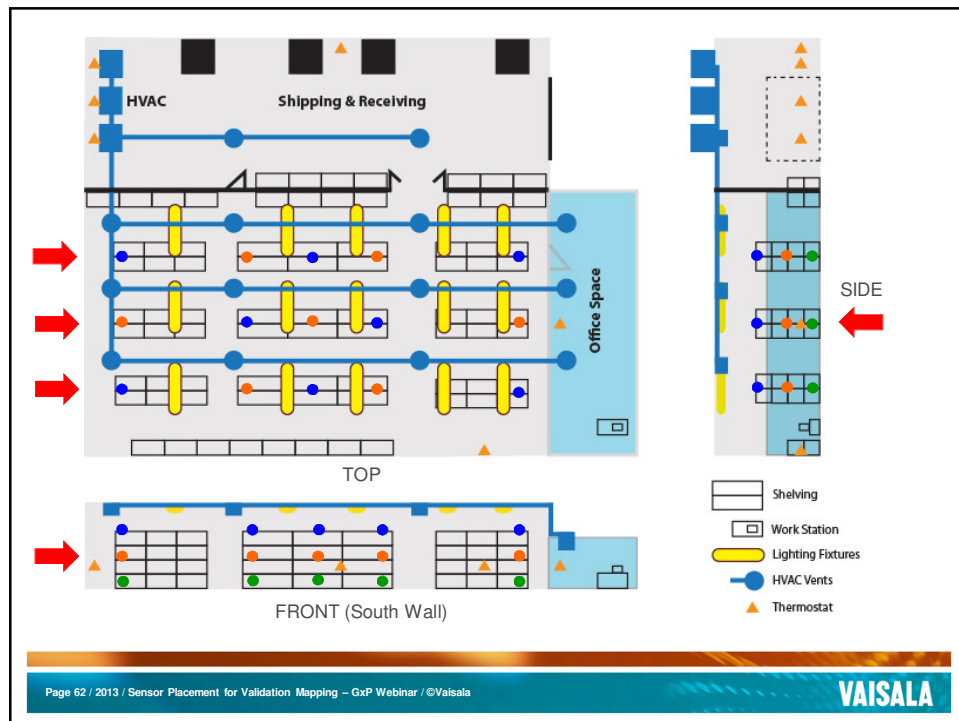 HVAC
Shipping & Receiving
Office Space
SIDE
TOP
FRONT (South Wall)
Shelving
Work Station
Lighting Fixtures
HVAC Vents
Thermostat
Page 62 / 2013 / Sensor Placement for Validation Mapping – GxP Webinar / ©Vaisala
VAISALA